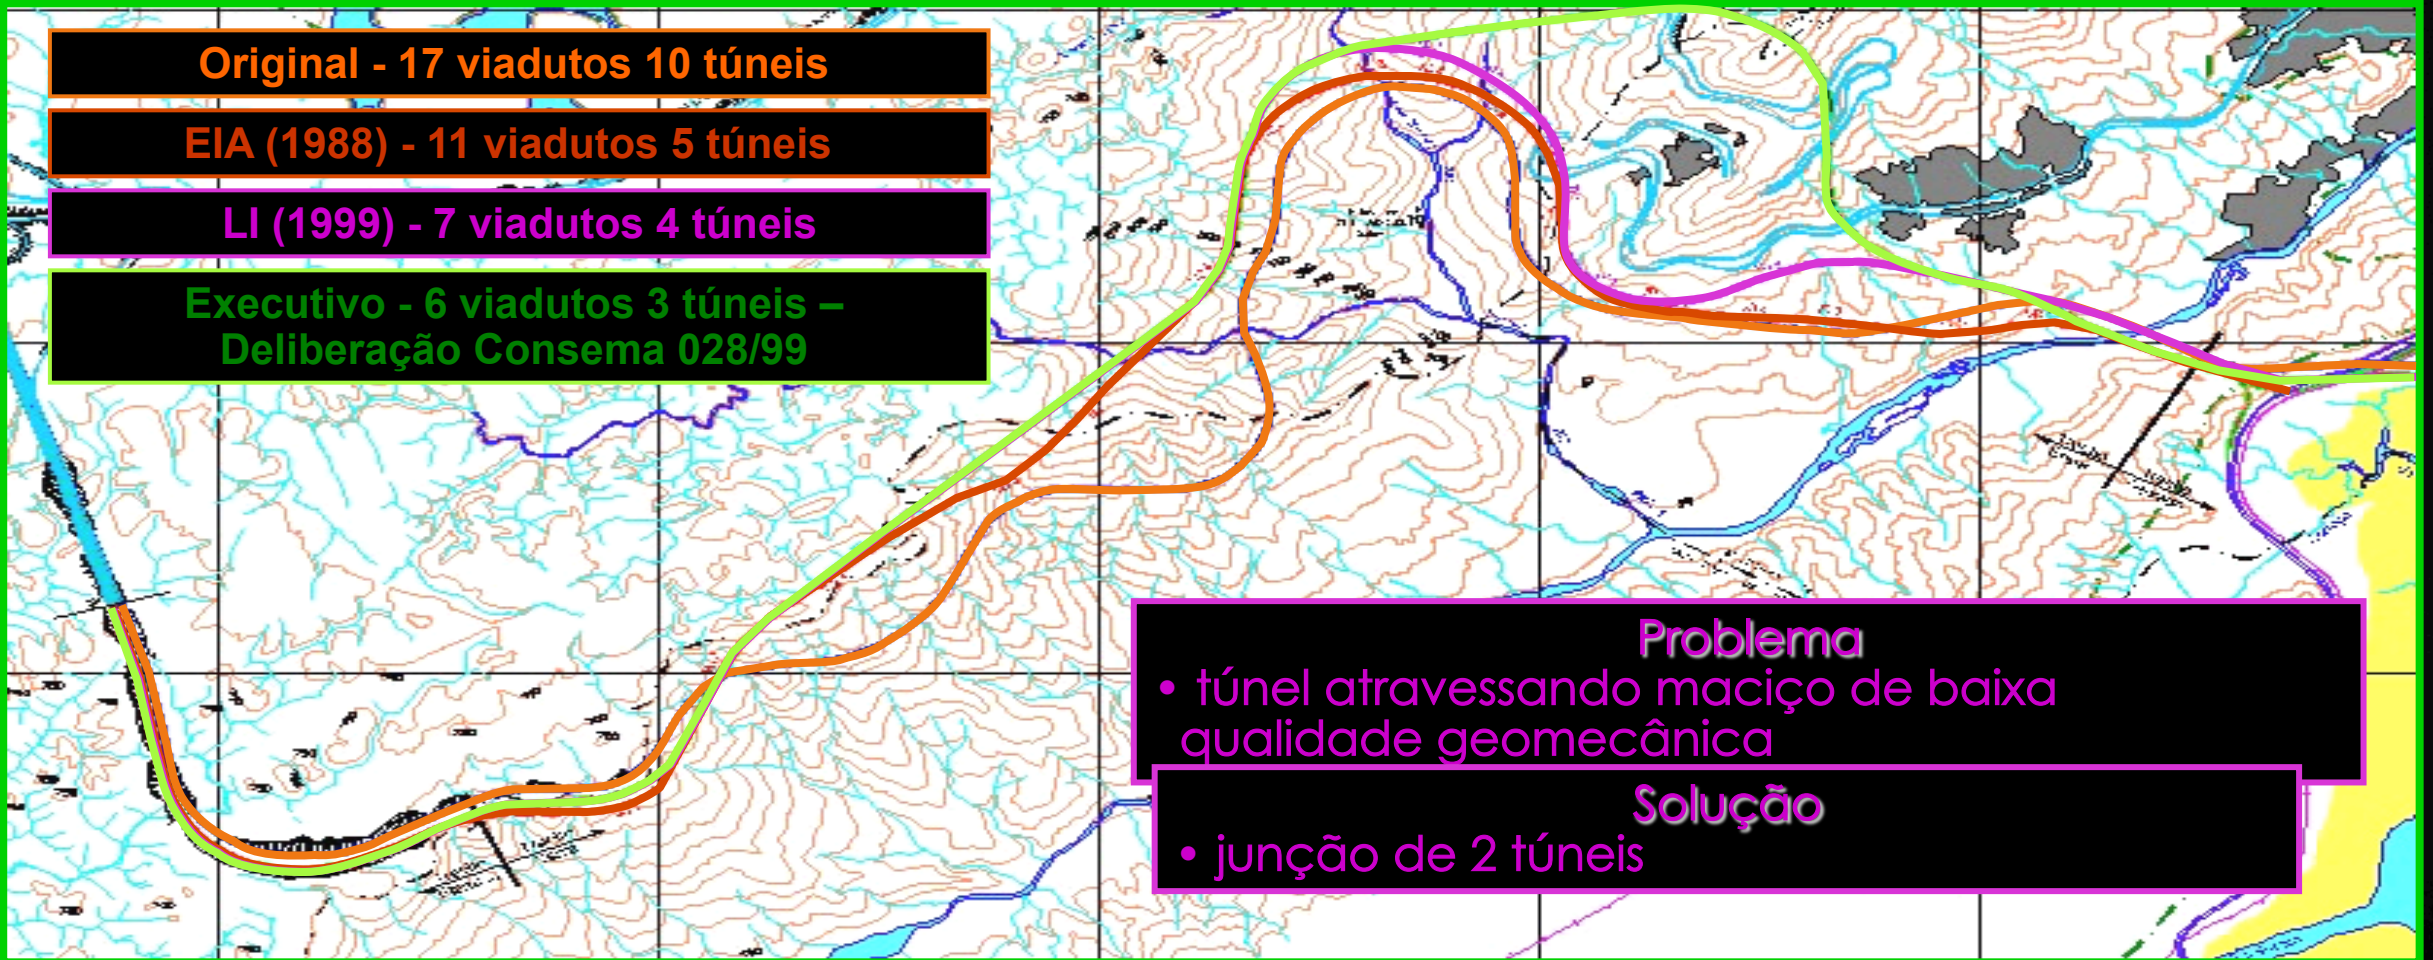 Original - 17 viadutos 10 túneis
EIA (1988) - 11 viadutos 5 túneis
LI (1999) - 7 viadutos 4 túneis
Executivo - 6 viadutos 3 túneis –
Deliberação Consema 028/99
Problema
• túnel atravessando maciço de baixa
qualidade geomecânica
Solução
• junção de 2 túneis